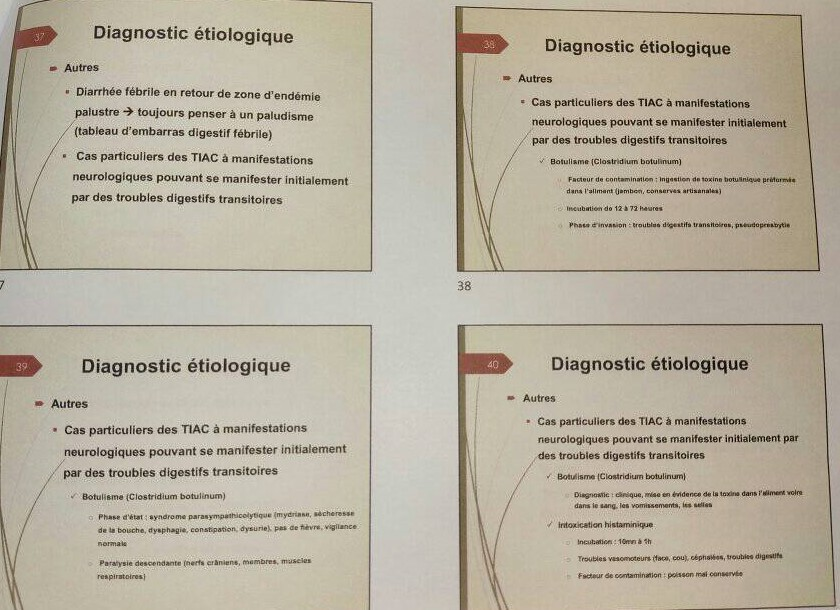 37
Diagnostic étiologique
Autres
Diarrhée fébrile en retour de zone d'endémie
palustre → toujours penser à un paludisme
(tableau d'embarras digestif fébrile)
Cas particuliers des TIAC à manifestations
neurologiques pouvant se manifester initialement
par des troubles digestifs transitoires
7
38
Diagnostic étiologique
Autres
Cas particuliers des TIAC à manifestations
neurologiques pouvant se manifester initialement
par des troubles digestifs transitoires
✓ Botulisme (Clostridium botulinum)
Facteur de contamination : ingestion de toxine botulinique préformée
dans l'aliment (jambon, conserves artisanales)
Incubation de 12 à 72 heures
Phase d'invasion : troubles digestifs transitoires, pseudopresbytie
38
39
Diagnostic étiologique
Autres
Cas particuliers des TIAC à manifestations
neurologiques pouvant se manifester initialement
par des troubles digestifs transitoires
✓ Botulisme (Clostridium botulinum)
Phase d'état : syndrome parasympathicolytique (mydriase, sécheresse
de la bouche, dysphagie, constipation, dysurie), pas de fièvre, vigilance
normale
Paralysie descendante (nerfs crâniens, membres, muscles
respiratoires)
40
Diagnostic étiologique
Autres
Cas particuliers des TIAC à manifestations
neurologiques pouvant se manifester initialement par
des troubles digestifs transitoires
✓ Botulisme (Clostridium botulinum)
Diagnostic : clinique, mise en évidence de la toxine dans l'aliment voire
dans le sang, les vomissements, les selles
✓ Intoxication histaminique
Incubation : 10mn à 1h
Troubles vasomoteurs (face, cou), céphalées, troubles digestifs
Facteur de contamination : poisson mal conservé